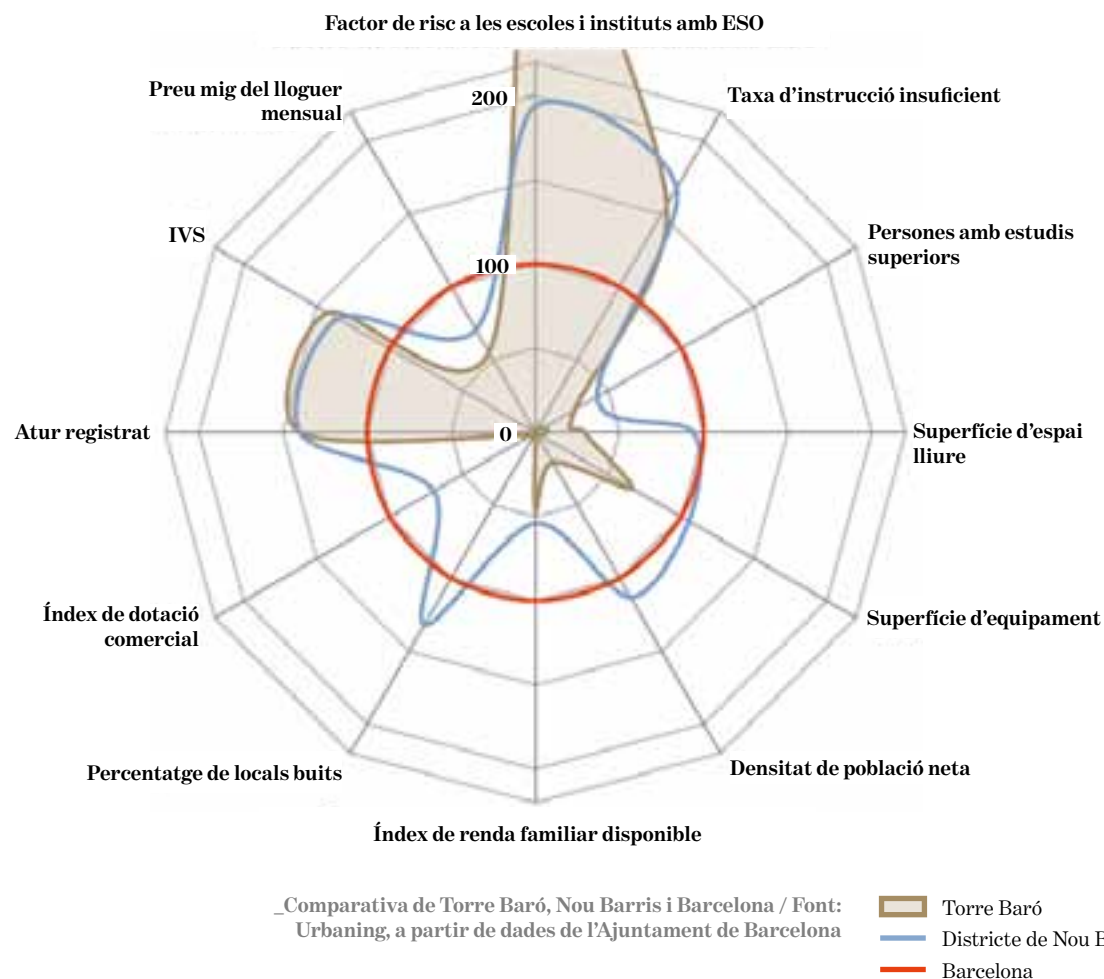 Factor de risc a les escoles i instituts amb ESO
Preu mig del lloguer
mensual
200
Taxa d'instrucció insuficient
IVS
Persones amb estudis
superiors
100
Atur registrat
0
Superfície d'espai
lliure
Índex de dotació
comercial
Superfície d'equipament
Percentatge de locals buits
Densitat de població neta
Índex de renda familiar disponible
_Comparativa de Torre Baró, Nou Barris i Barcelona / Font:
Urbaning, a partir de dades de l'Ajuntament de Barcelona
Torre Baró
Districte de Nou B
Barcelona